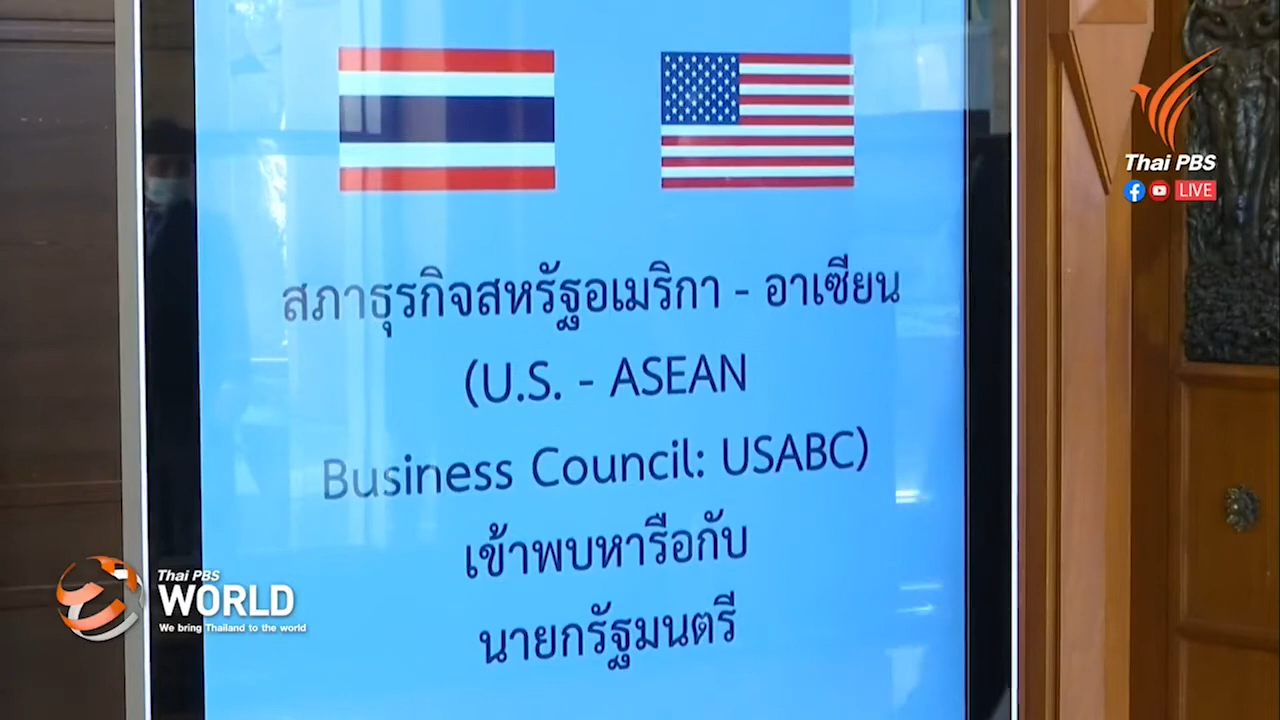 Thai PBS
LIVE
สภาธุรกิจสหรัฐอเมริกา - อาเซียน
(U.S. - ASEAN
Business Council: USABC)
เข้าพบหารือกับ
นายกรัฐมนตรี
Thai PBS
WORLD
We bring Thailand to the world